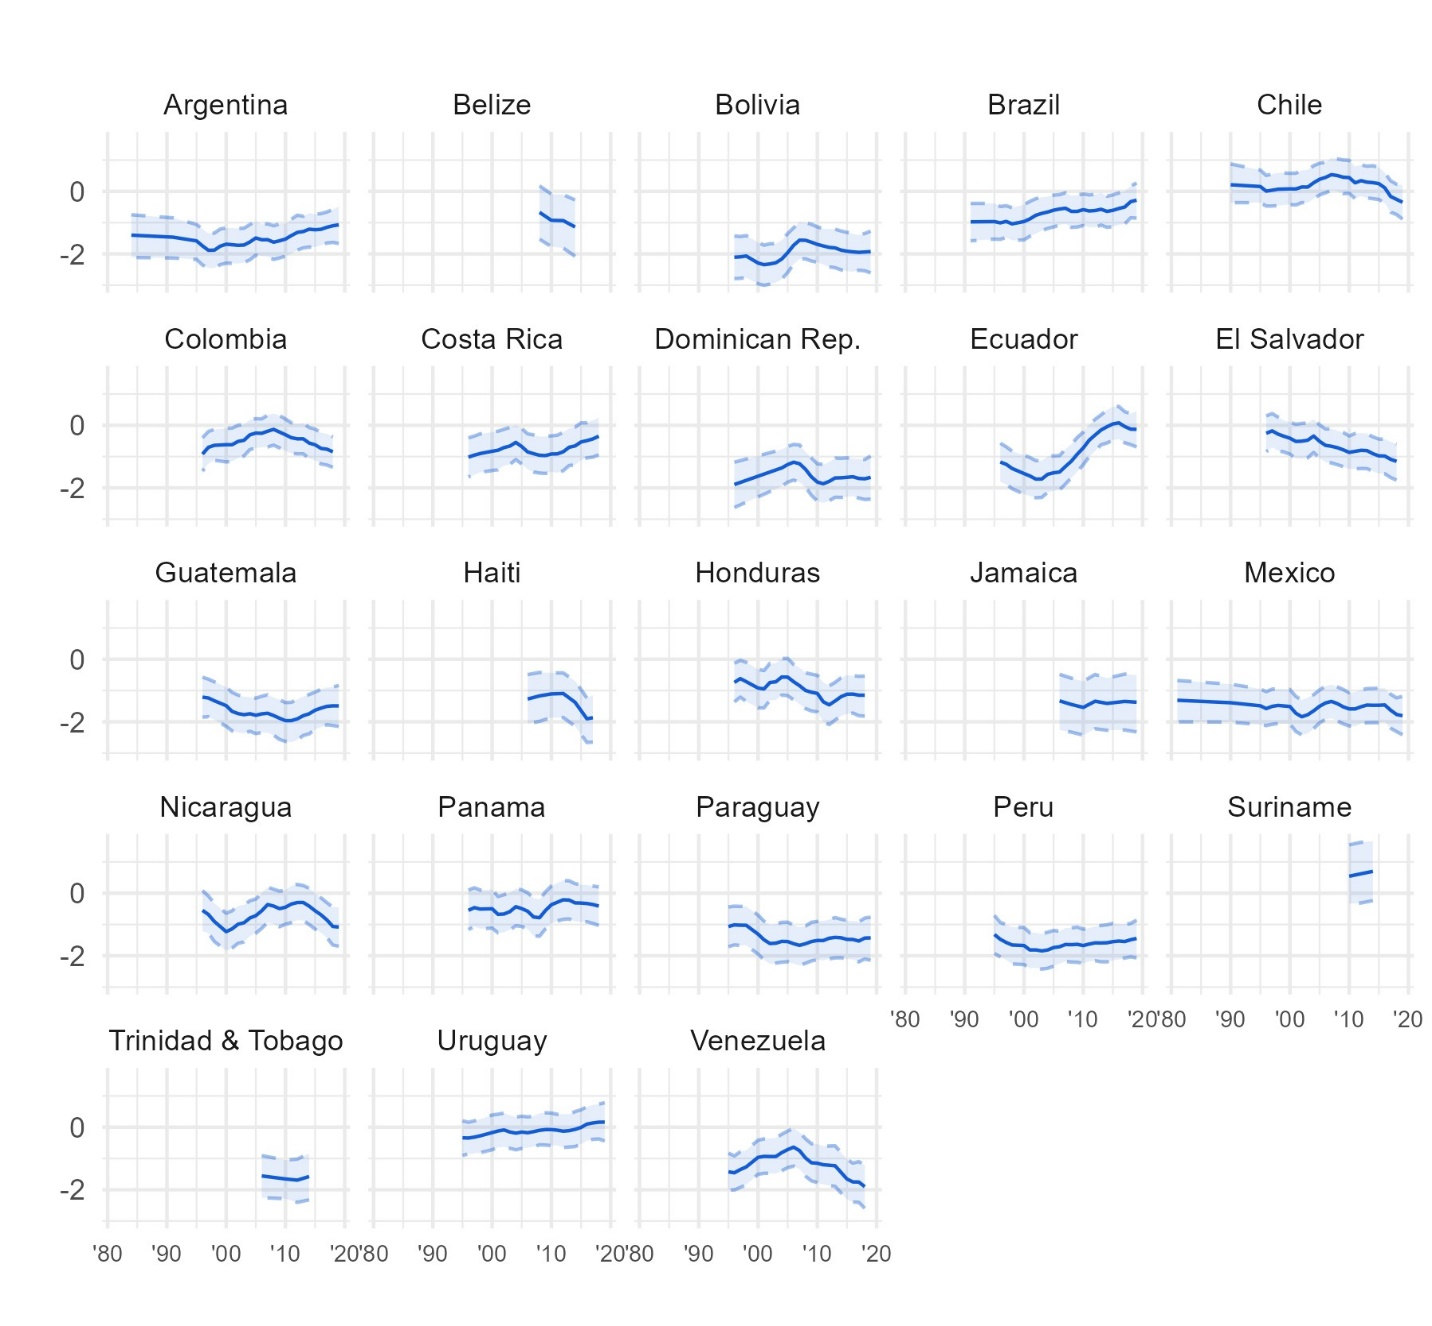 Argentina Belize Bolivia Brazil Chile
0
-2
Colombia Costa Rica Dominican Rep. Ecuador El Salvador
0
-2
Guatemala Haiti Honduras Jamaica Mexico
0
-2
Nicaragua Panama Paraguay Peru Suriname
0
-2
'80 '90 '00 '10 '20 '80 '90 '00 '10 '20
Trinidad & Tobago Uruguay Venezuela
0
-2
'80 '90 '00 '10 '20 '80 '90 '00 '10 '20 '80 '90 '00 '10 '20